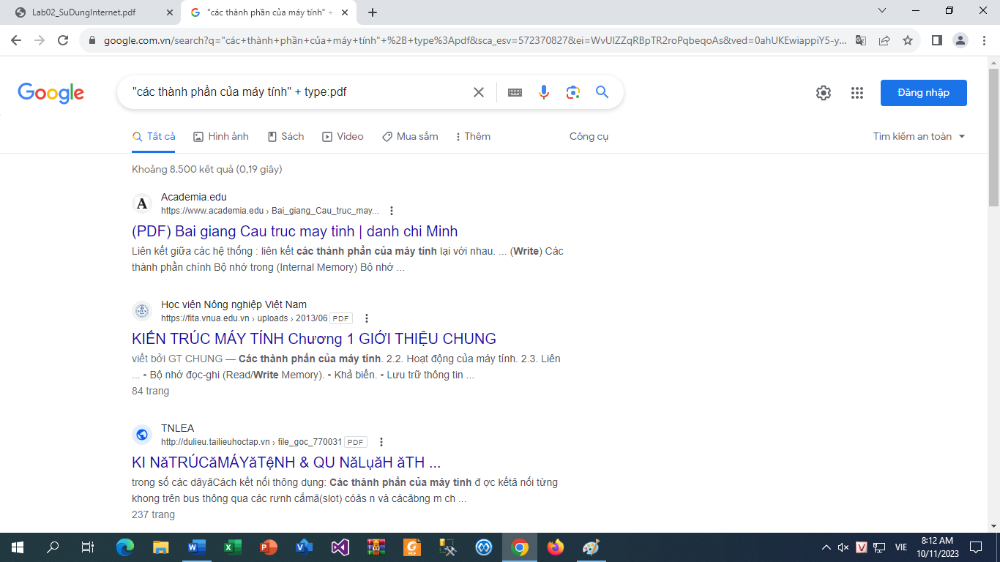 Lab02_SuDungInternet.pdf
"các thành phần của máy tính" +
google.com.vn/search?q="các+thành+phần+của+máy+tính"+%2B+type%3Apdf&sca_esv=572370827&ei=WvUIZZqRBpTR2roPqbeqoAs&ved=0ahUKEwiappiY5-y...
Google
"các thành phần của máy tính" + type:pdf
Đăng nhập
Tất cả Hình ảnh Sách Video Mua sắm Thêm Công cụ Tìm kiếm an toàn
Khoảng 8.500 kết quả (0,19 giây)
A
Academia.edu
https://www.academia.edu › Bai_giang_Cau_truc_may...
(PDF) Bai giang Cau truc may tinh | danh chi Minh
Liên kết giữa các hệ thống : liên kết các thành phần của máy tính lại với nhau. ... (Write) Các
thành phần chính Bộ nhớ trong (Internal Memory) Bộ nhớ ...
Học viện Nông nghiệp Việt Nam
https://fita.vnua.edu.vn › uploads › 2013/06 PDF
KIẾN TRÚC MÁY TÍNH Chương 1 GIỚI THIỆU CHUNG
viết bởi GT CHUNG — Các thành phần của máy tính. 2.2. Hoạt động của máy tính. 2.3. Liên
... ▫ Bộ nhớ đọc-ghi (Read/Write Memory). ▫ Khả biến. ▫ Lưu trữ thông tin ...
84 trang
TNLEA
http://dulieu.tailieuhoctap.vn › file_goc_770031 PDF
KI NăTRÚCăMÁYăTệNH & QU NăLụăH ăTH ...
trong số các dâyăCách kết nối thông dụng: Các thành phần của máy tính đ ợc kếtă nối từng
khong trên bus thông qua các rưnh cắmă(slot) cóăs n và cácăbng m ch ...
237 trang
VIE
8:12 AM
10/11/2023